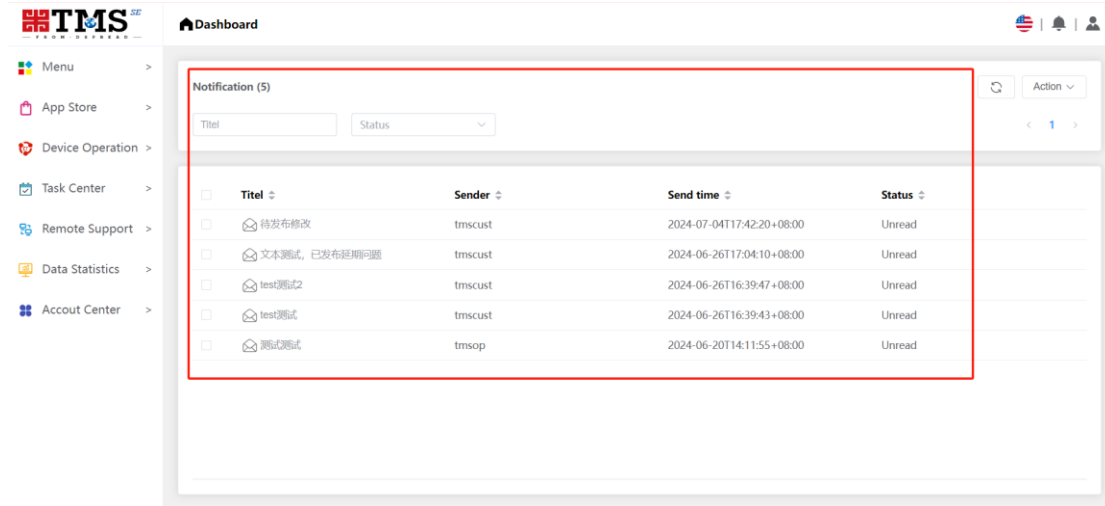 TMS SE
FROM DSPREAD
Dashboard
Menu >
App Store >
Device Operation >
Task Center >
Remote Support >
Data Statistics >
Accout Center >
Notification (5)
Action
Titel Status
< 1 >
Titel Sender Send time Status
待发布修改 tmscust 2024-07-04T17:42:20+08:00 Unread
文本测试，已发布延期问题 tmscust 2024-06-26T17:04:10+08:00 Unread
test测试2 tmscust 2024-06-26T16:39:47+08:00 Unread
test测试 tmscust 2024-06-26T16:39:43+08:00 Unread
测试测试 tmsop 2024-06-20T14:11:55+08:00 Unread